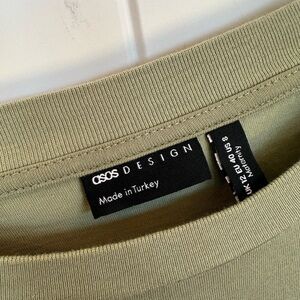 asos DESIGN
Made in Turkey
UK 12 EU 40 US 8
Maternity